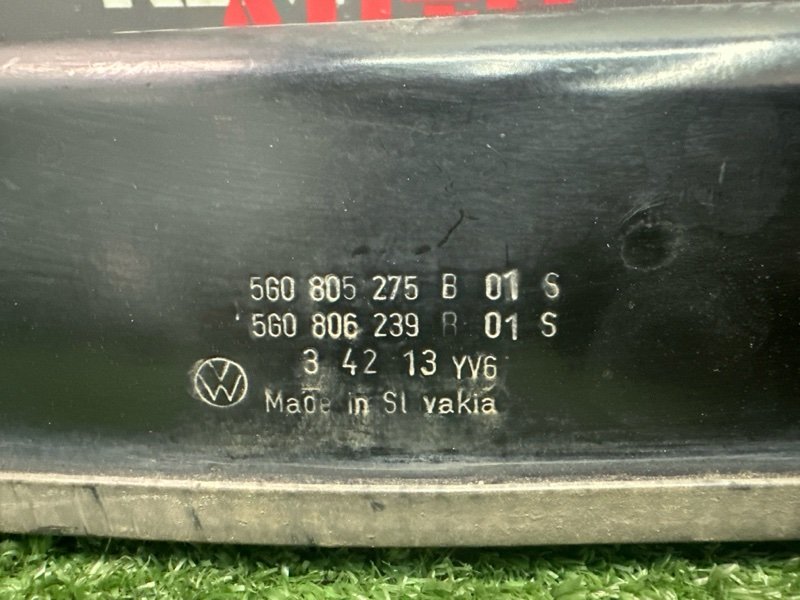 5G0 805 275 B 01 S
5G0 806 239 B 01 S
3 42 13 YV6
Made in Sl vakia